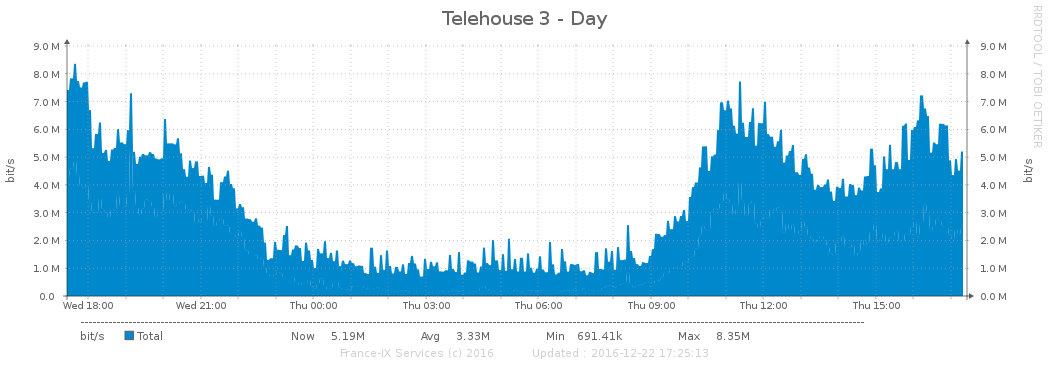 Telehouse 3 - Day
RRDTOOL / TOBI OETIKER
bit/s
9.0 M 9.0 M
8.0 M 8.0 M
7.0 M 7.0 M
6.0 M 6.0 M
5.0 M 5.0 M
4.0 M 4.0 M
3.0 M 3.0 M
2.0 M 2.0 M
1.0 M 1.0 M
0.0 0.0 M
bit/s
Wed 18:00 Wed 21:00 Thu 00:00 Thu 03:00 Thu 06:00 Thu 09:00 Thu 12:00 Thu 15:00
bit/s Total Now 5.19M Avg 3.33M Min 691.41k Max 8.35M
France-IX Services (c) 2016 Updated : 2016-12-22 17:25:13